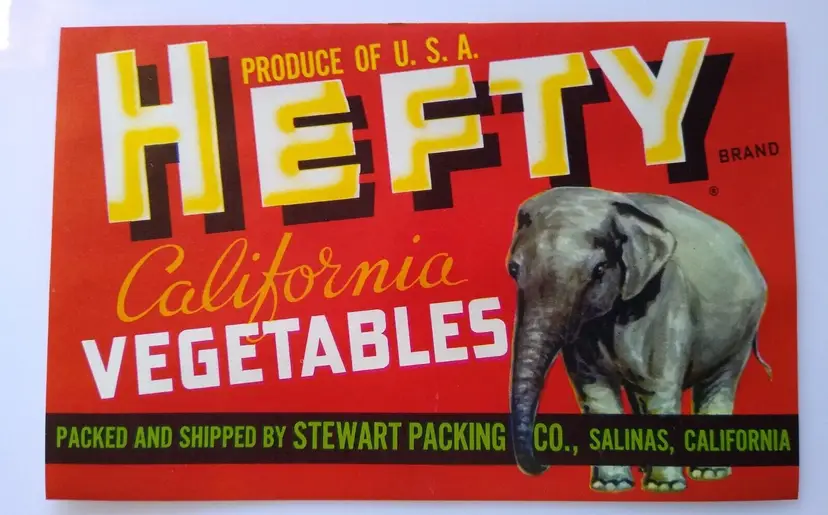 PRODUCE OF U. S. A.
HEFTY
BRAND
®
California
VEGETABLES
PACKED AND SHIPPED BY STEWART PACKING CO., SALINAS, CALIFORNIA